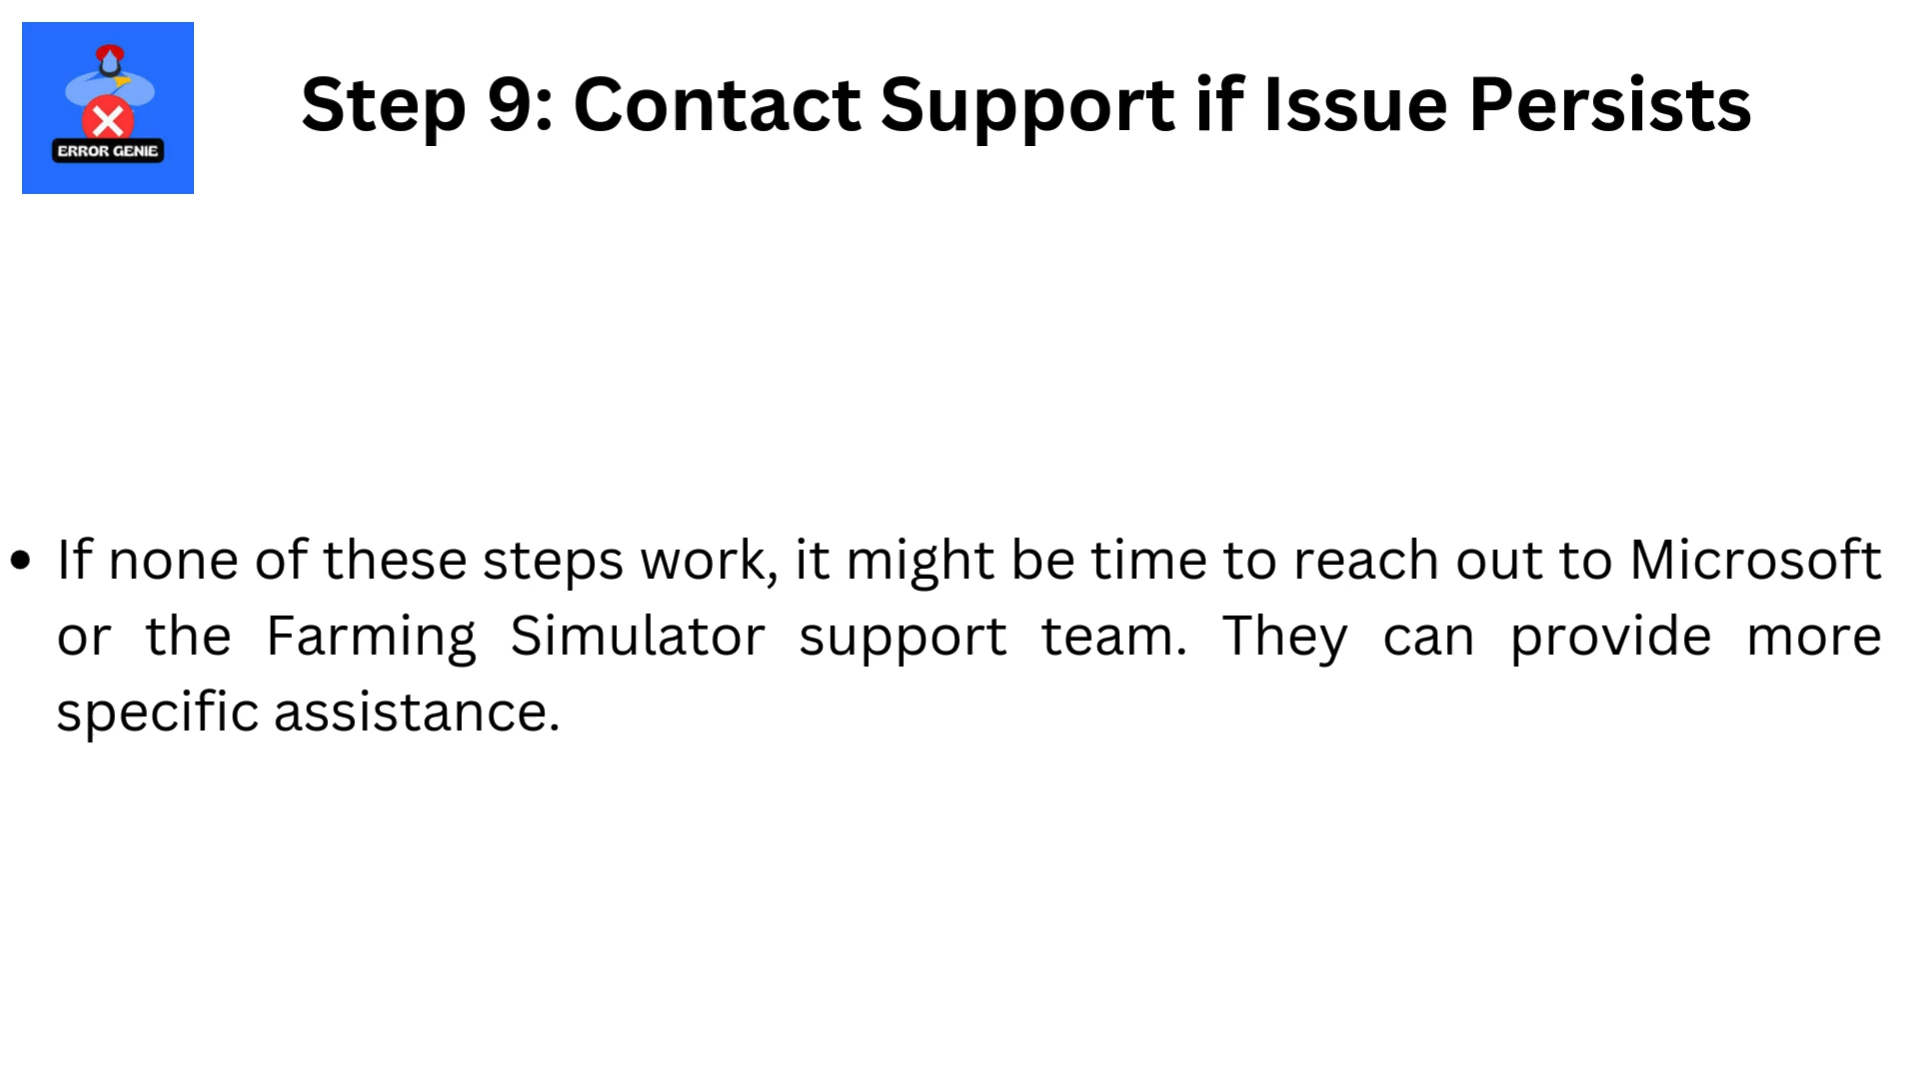 ERROR GENIE
Step 9: Contact Support if Issue Persists
• If none of these steps work, it might be time to reach out to Microsoft
or the Farming Simulator support team. They can provide more
specific assistance.